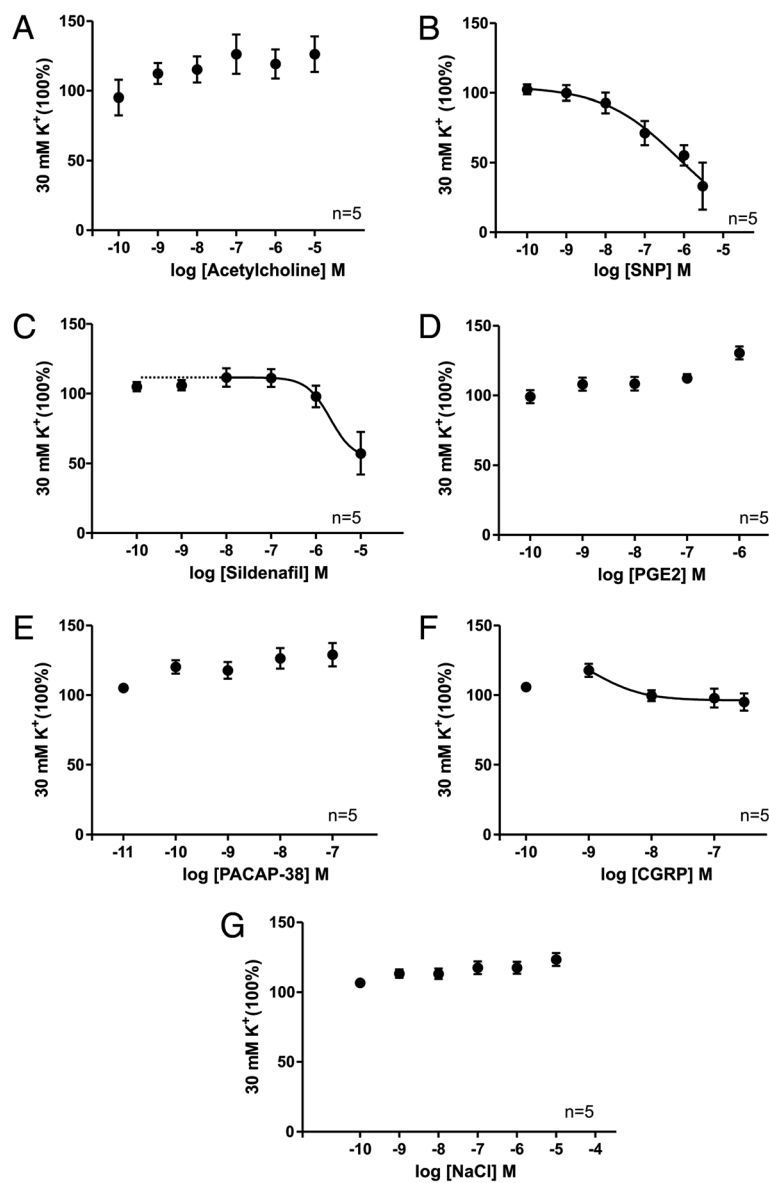 A
150
100
50
0
30 mM K+(100%)
n=5
-10 -9 -8 -7 -6 -5
log [Acetylcholine] M
B
150
100
50
0
30 mM K+ (100%)
n=5
-10 -9 -8 -7 -6 -5
log [SNP] M
C
150
100
50
0
30 mM K+(100%)
n=5
-10 -9 -8 -7 -6 -5
log [Sildenafil] M
D
150
100
50
0
30 mM K+(100%)
n=5
-10 -9 -8 -7 -6
log [PGE2] M
E
150
100
50
0
30 mM K+(100%)
n=5
-11 -10 -9 -8 -7
log [PACAP-38] M
F
150
100
50
0
30 mM K+(100%)
n=5
-10 -9 -8 -7
log [CGRP] M
G
150
100
50
0
30 mM K+(100%)
n=5
-10 -9 -8 -7 -6 -5 -4
log [NaCl] M